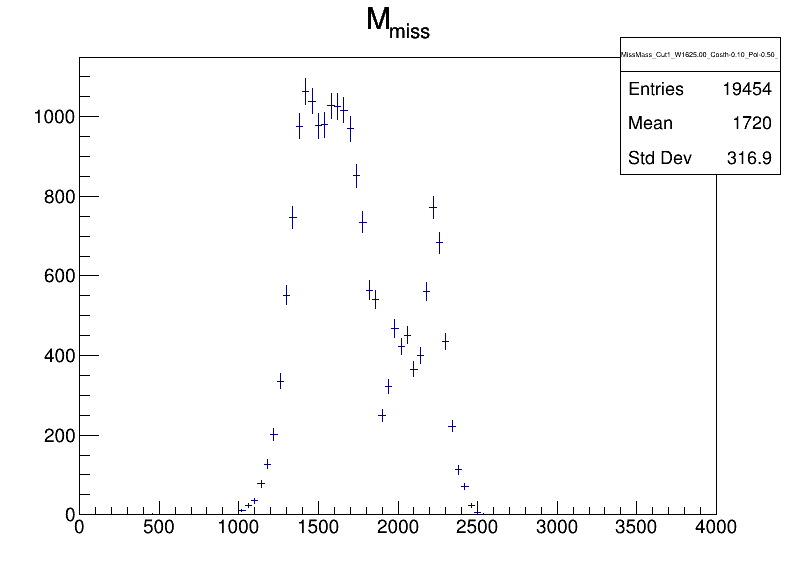 M_miss
MissMass_Cut1_W1625.00_Costh-0.10_Pol-0.50_
Entries 19454
Mean 1720
Std Dev 316.9
1000
800
600
400
200
0
0 500 1000 1500 2000 2500 3000 3500 4000